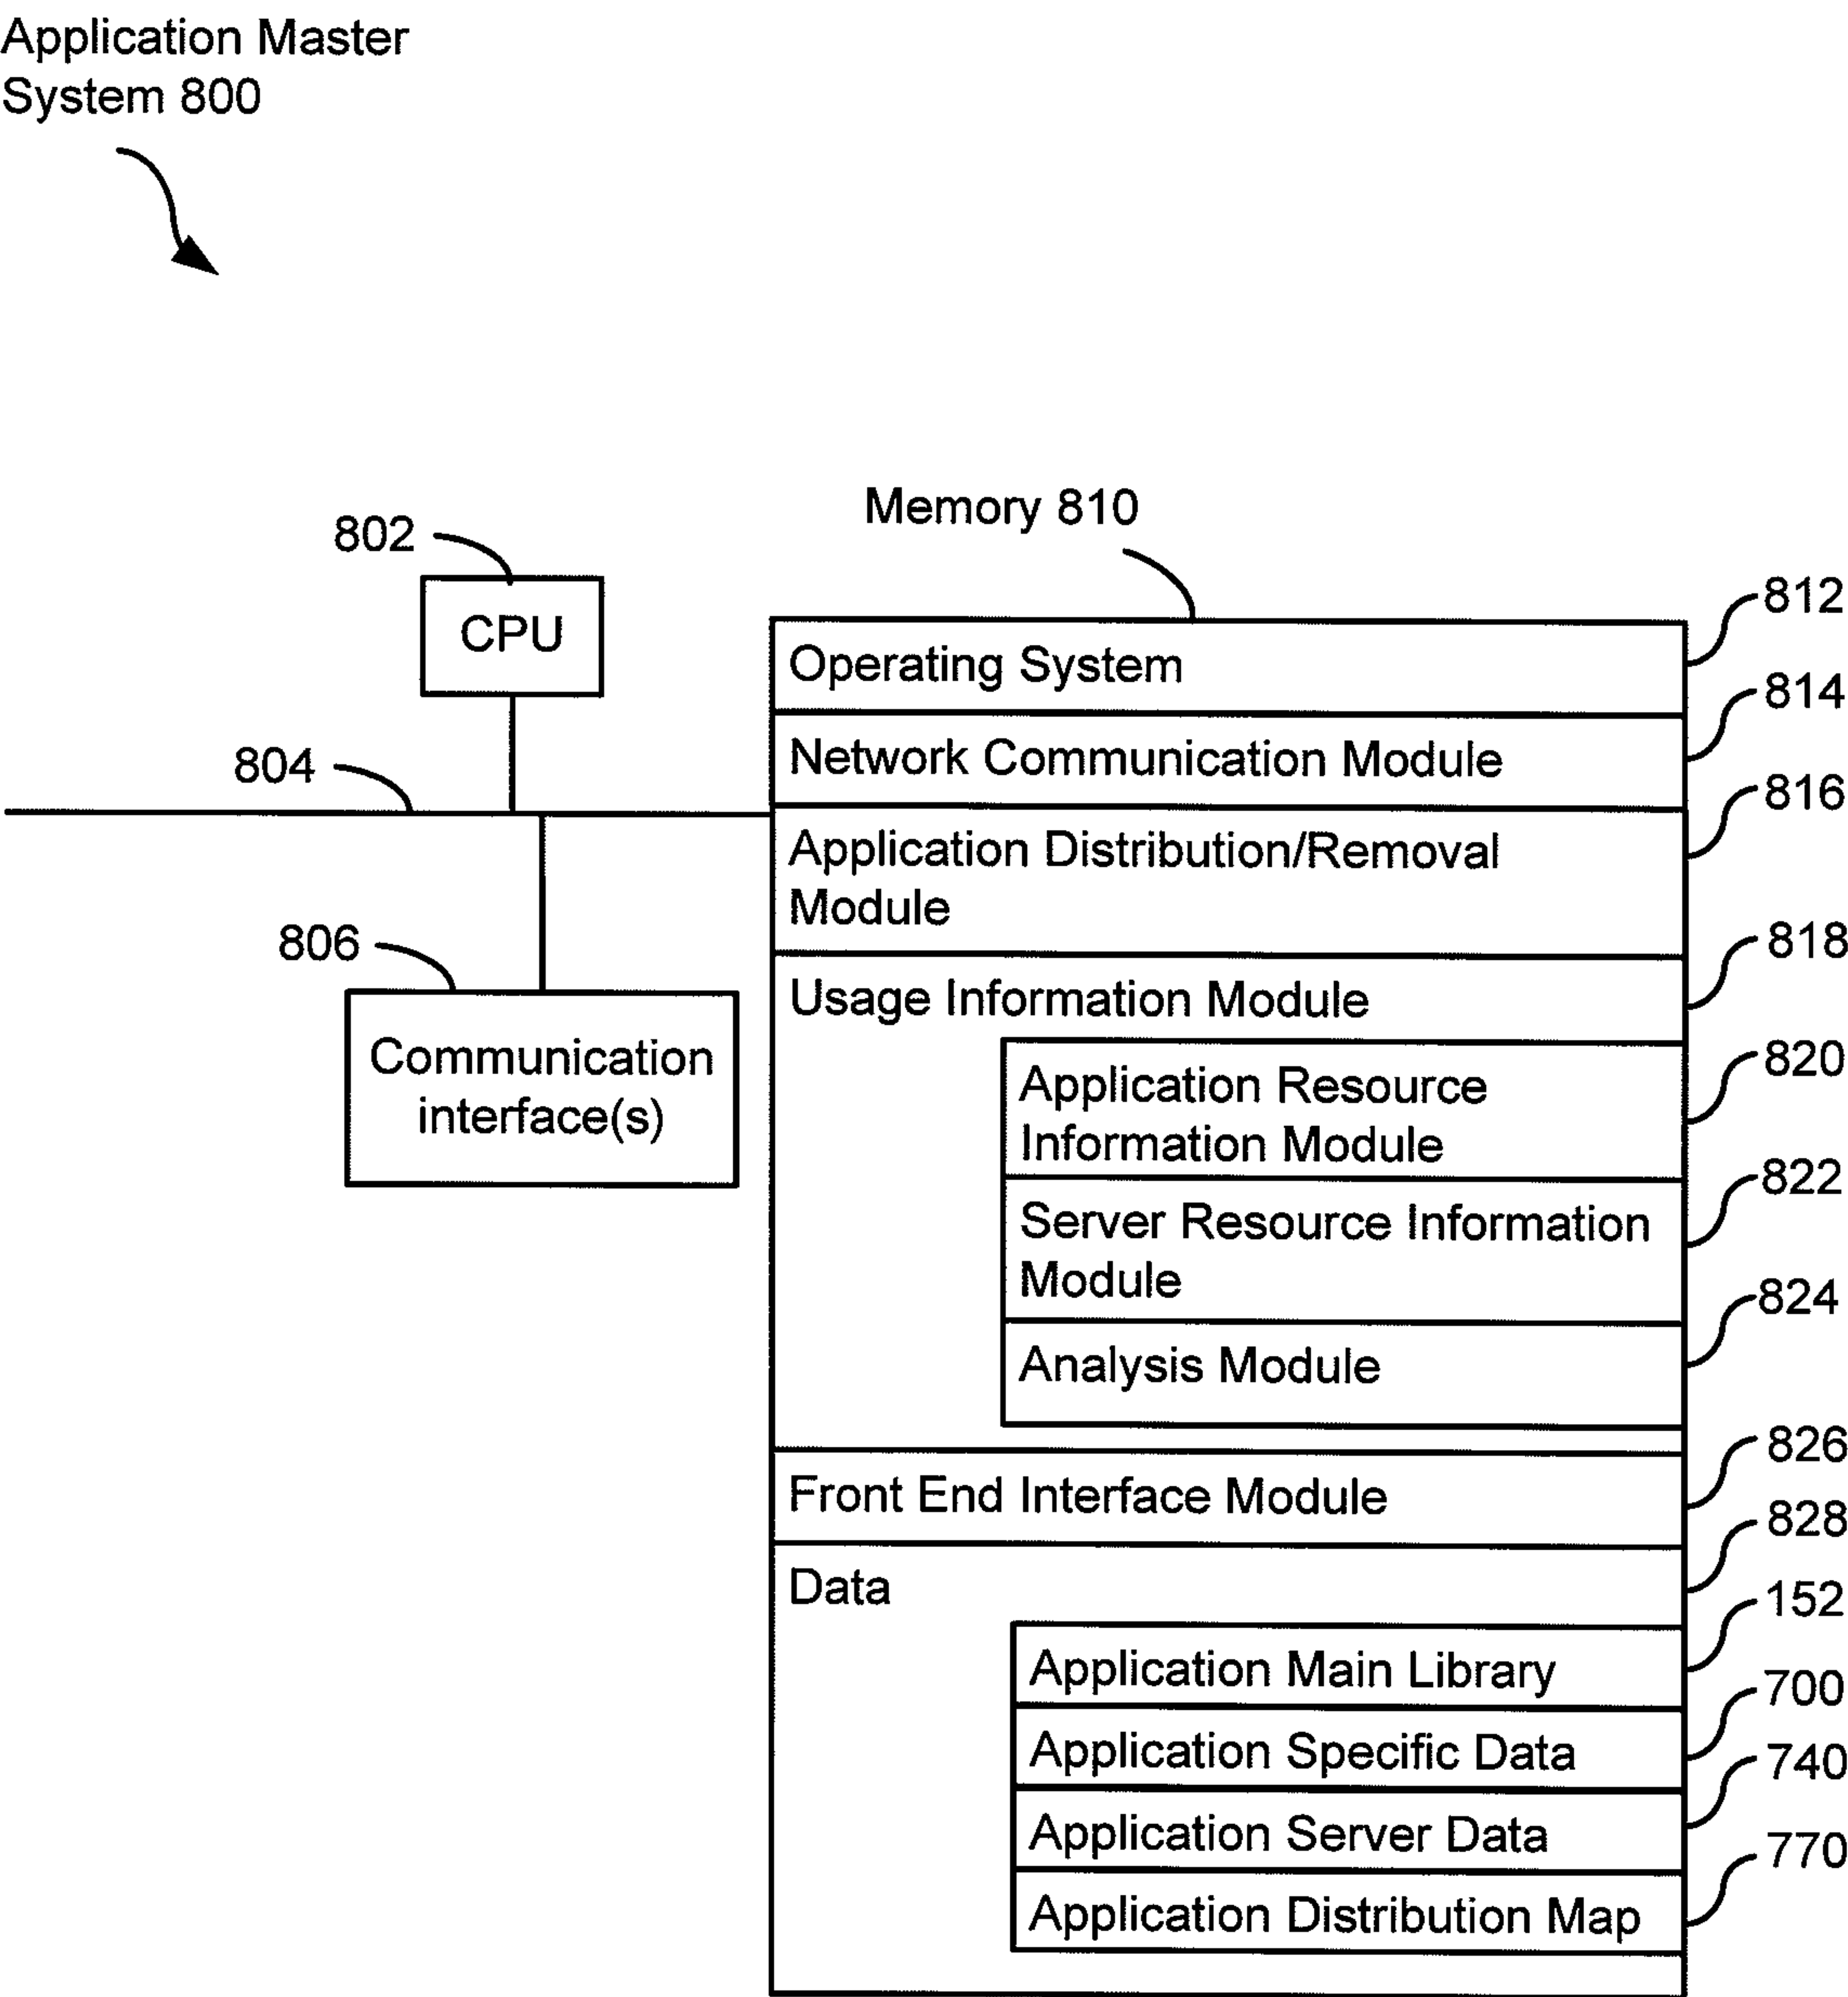 Application Master
System 800
Memory 810
802
CPU
804
806
Communication
interface(s)
Operating System
812
Network Communication Module
814
Application Distribution/Removal
Module
816
Usage Information Module
818
Application Resource
Information Module
820
Server Resource Information
Module
822
Analysis Module
824
Front End Interface Module
826
Data
828
Application Main Library
152
Application Specific Data
700
Application Server Data
740
Application Distribution Map
770